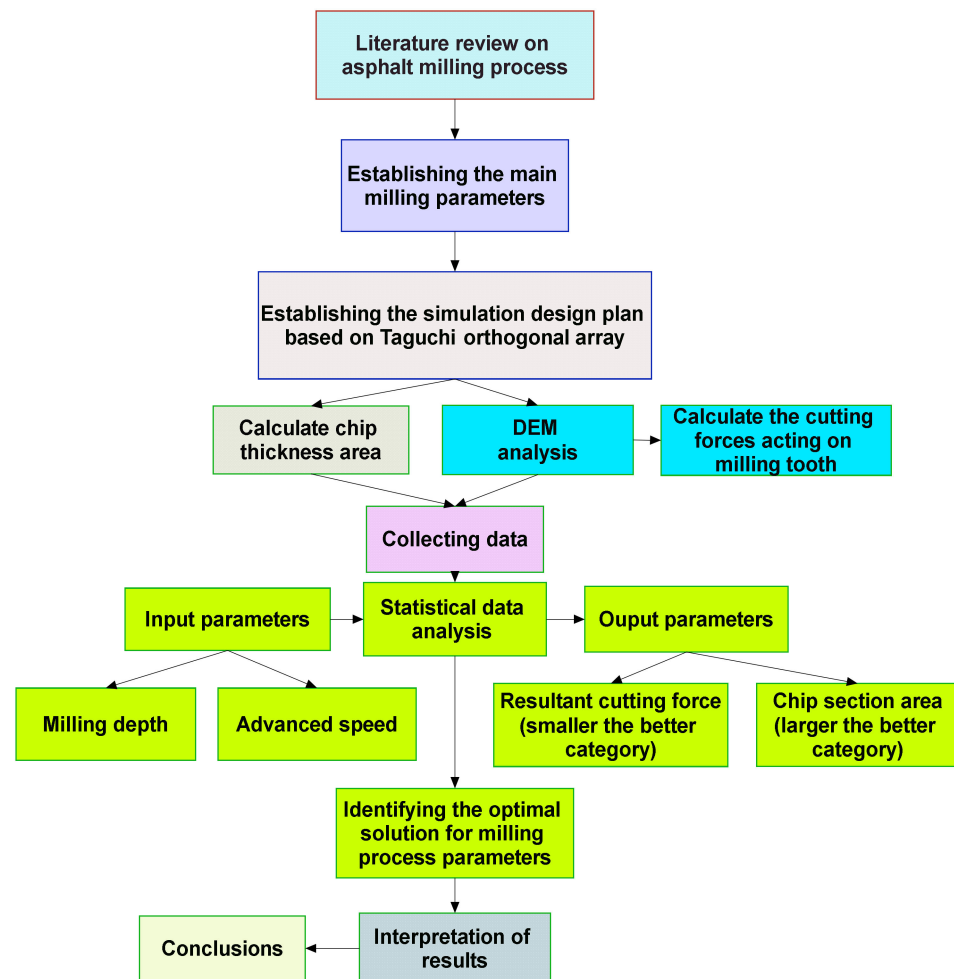 Literature review on
asphalt milling process
Establishing the main
milling parameters
Establishing the simulation design plan
based on Taguchi orthogonal array
Calculate chip
thickness area
DEM
analysis
Calculate the cutting
forces acting on
milling tooth
Collecting data
Input parameters
Statistical data
analysis
Ouput parameters
Milling depth
Advanced speed
Resultant cutting force
(smaller the better
category)
Chip section area
(larger the better
category)
Identifying the optimal
solution for milling
process parameters
Conclusions
Interpretation of
results